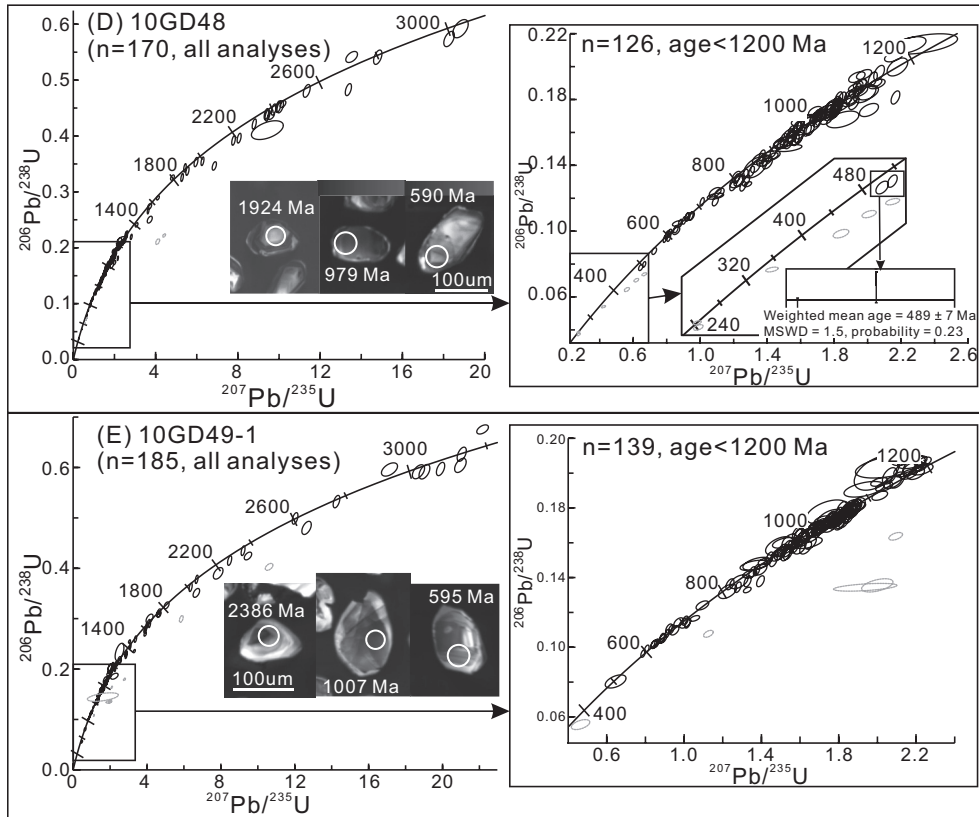 (D) 10GD48
(n=170, all analyses)
0.6
0.5
0.4
0.3
0.2
0.1
0.0
206Pb/238U
1400
1800
2200
2600
3000
1924 Ma
979 Ma
590 Ma
100um
0
4
8
12
16
20
207Pb/235U
n=126, age<1200 Ma
0.22
0.18
0.14
0.10
0.06
206Pb/238U
400
600
800
1000
1200
240
320
400
480
Weighted mean age = 489 ± 7 Ma
MSWD = 1.5, probability = 0.23
0.2
0.6
1.0
1.4
1.8
2.2
2.6
207Pb/235U
(E) 10GD49-1
(n=185, all analyses)
0.6
0.4
0.2
0.0
206Pb/238U
1400
1800
2200
2600
3000
2386 Ma
100um
1007 Ma
595 Ma
0
4
8
12
16
20
207Pb/235U
n=139, age<1200 Ma
0.20
0.18
0.14
0.10
0.06
206Pb/238U
400
600
800
1000
1200
0.6
1.0
1.4
1.8
2.2
207Pb/235U